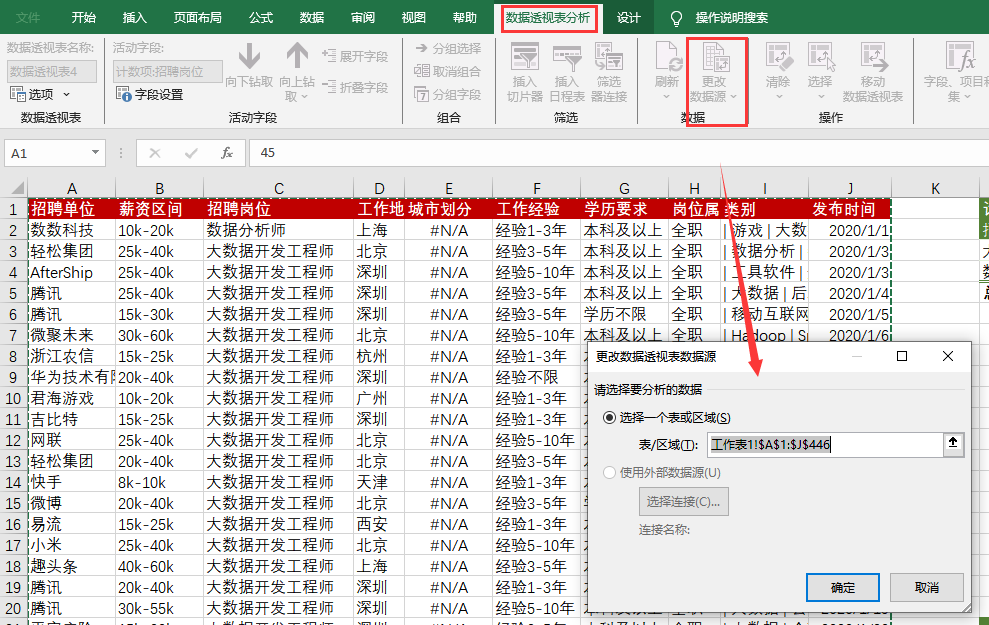 文件 开始 插入 页面布局 公式 数据 审阅 视图 帮助 数据透视表分析 设计 操作说明搜索
数据透视表名称:
数据透视表4
选项
数据透视表
活动字段:
计数项:招聘岗位
字段设置
向下钻取 向上钻取
展开字段
折叠字段
活动字段
分组选择
取消组合
分组字段
组合
插入切片器 插入日程表 筛选器连接
筛选
刷新 更改数据源
数据
清除 选择 移动数据透视表
操作
字段、项目和集
A1 fx 45
A B C D E F G H I J K
1 招聘单位 薪资区间 招聘岗位 工作地 城市划分 工作经验 学历要求 岗位属 类别 发布时间
2 数数科技 10k-20k 数据分析师 上海 #N/A 经验1-3年 本科及以上 全职 | 游戏 | 大数 2020/1/1
3 轻松集团 25k-40k 大数据开发工程师 北京 #N/A 经验3-5年 本科及以上 全职 | 数据分析 | 2020/1/3
4 AfterShip 25k-40k 大数据开发工程师 深圳 #N/A 经验5-10年 本科及以上 全职 | 工具软件 | 2020/1/3
5 腾讯 25k-40k 大数据开发工程师 深圳 #N/A 经验3-5年 本科及以上 全职 | 大数据 | 后 2020/1/4
6 腾讯 15k-30k 大数据开发工程师 深圳 #N/A 经验3-5年 学历不限 全职 | 移动互联网 2020/1/5
7 微聚未来 30k-60k 大数据开发工程师 北京 #N/A 经验5-10年 本科及以上 全职 | Hadoop | 2020/1/6
8 浙江农信 15k-25k 大数据开发工程师 杭州 #N/A 经验1-3年
9 华为技术有 20k-40k 大数据开发工程师 深圳 #N/A 经验不限
10 君海游戏 10k-20k 大数据开发工程师 广州 #N/A 经验1-3年
11 吉比特 15k-25k 大数据开发工程师 深圳 #N/A 经验1-3年
12 网联 25k-40k 大数据开发工程师 北京 #N/A 经验5-10年
13 轻松集团 20k-40k 大数据开发工程师 北京 #N/A 经验3-5年
14 快手 8k-10k 大数据开发工程师 天津 #N/A 经验1-3年
15 微博 20k-40k 大数据开发工程师 北京 #N/A 经验3-5年
16 易流 15k-25k 大数据开发工程师 西安 #N/A 经验1-3年
17 小米 25k-40k 大数据开发工程师 北京 #N/A 经验5-10年
18 趣头条 40k-60k 大数据开发工程师 上海 #N/A 经验3-5年
19 腾讯 20k-40k 大数据开发工程师 深圳 #N/A 经验3-5年
20 腾讯 30k-55k 大数据开发工程师 深圳 #N/A 经验5-10年
更改数据透视表数据源
请选择要分析的数据
选择一个表或区域(S)
表/区域(T): 工作表1!$A$1:$J$446
使用外部数据源(U)
选择连接(C)...
连接名称:
确定 取消